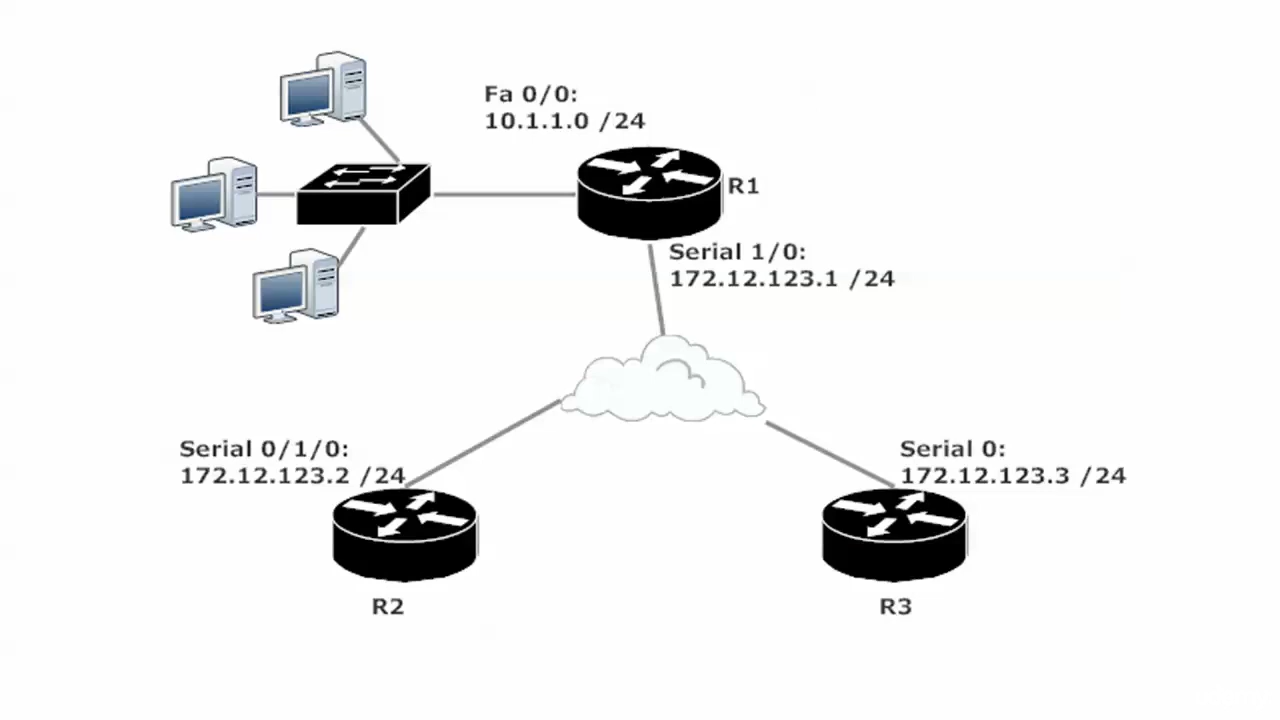 Fa 0/0:
10.1.1.0 /24
R1
Serial 1/0:
172.12.123.1 /24
Serial 0/1/0:
172.12.123.2 /24
Serial 0:
172.12.123.3 /24
R2
R3